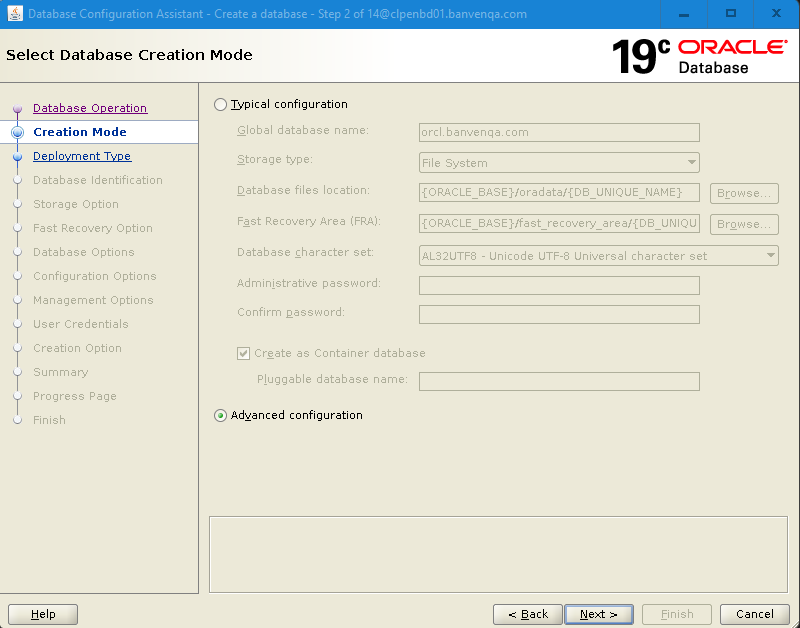 Database Configuration Assistant - Create a database - Step 2 of 14@clpenbd01.banvenqa.com
Select Database Creation Mode
19c ORACLE
Database
Database Operation
Creation Mode
Deployment Type
Database Identification
Storage Option
Fast Recovery Option
Database Options
Configuration Options
Management Options
User Credentials
Creation Option
Summary
Progress Page
Finish
Typical configuration
Global database name: orcl.banvenqa.com
Storage type: File System
Database files location: {ORACLE_BASE}/oradata/{DB_UNIQUE_NAME} Browse...
Fast Recovery Area (FRA): {ORACLE_BASE}/fast_recovery_area/{DB_UNIQU Browse...
Database character set: AL32UTF8 - Unicode UTF-8 Universal character set
Administrative password:
Confirm password:
Create as Container database
Pluggable database name:
Advanced configuration
Help < Back Next > Finish Cancel